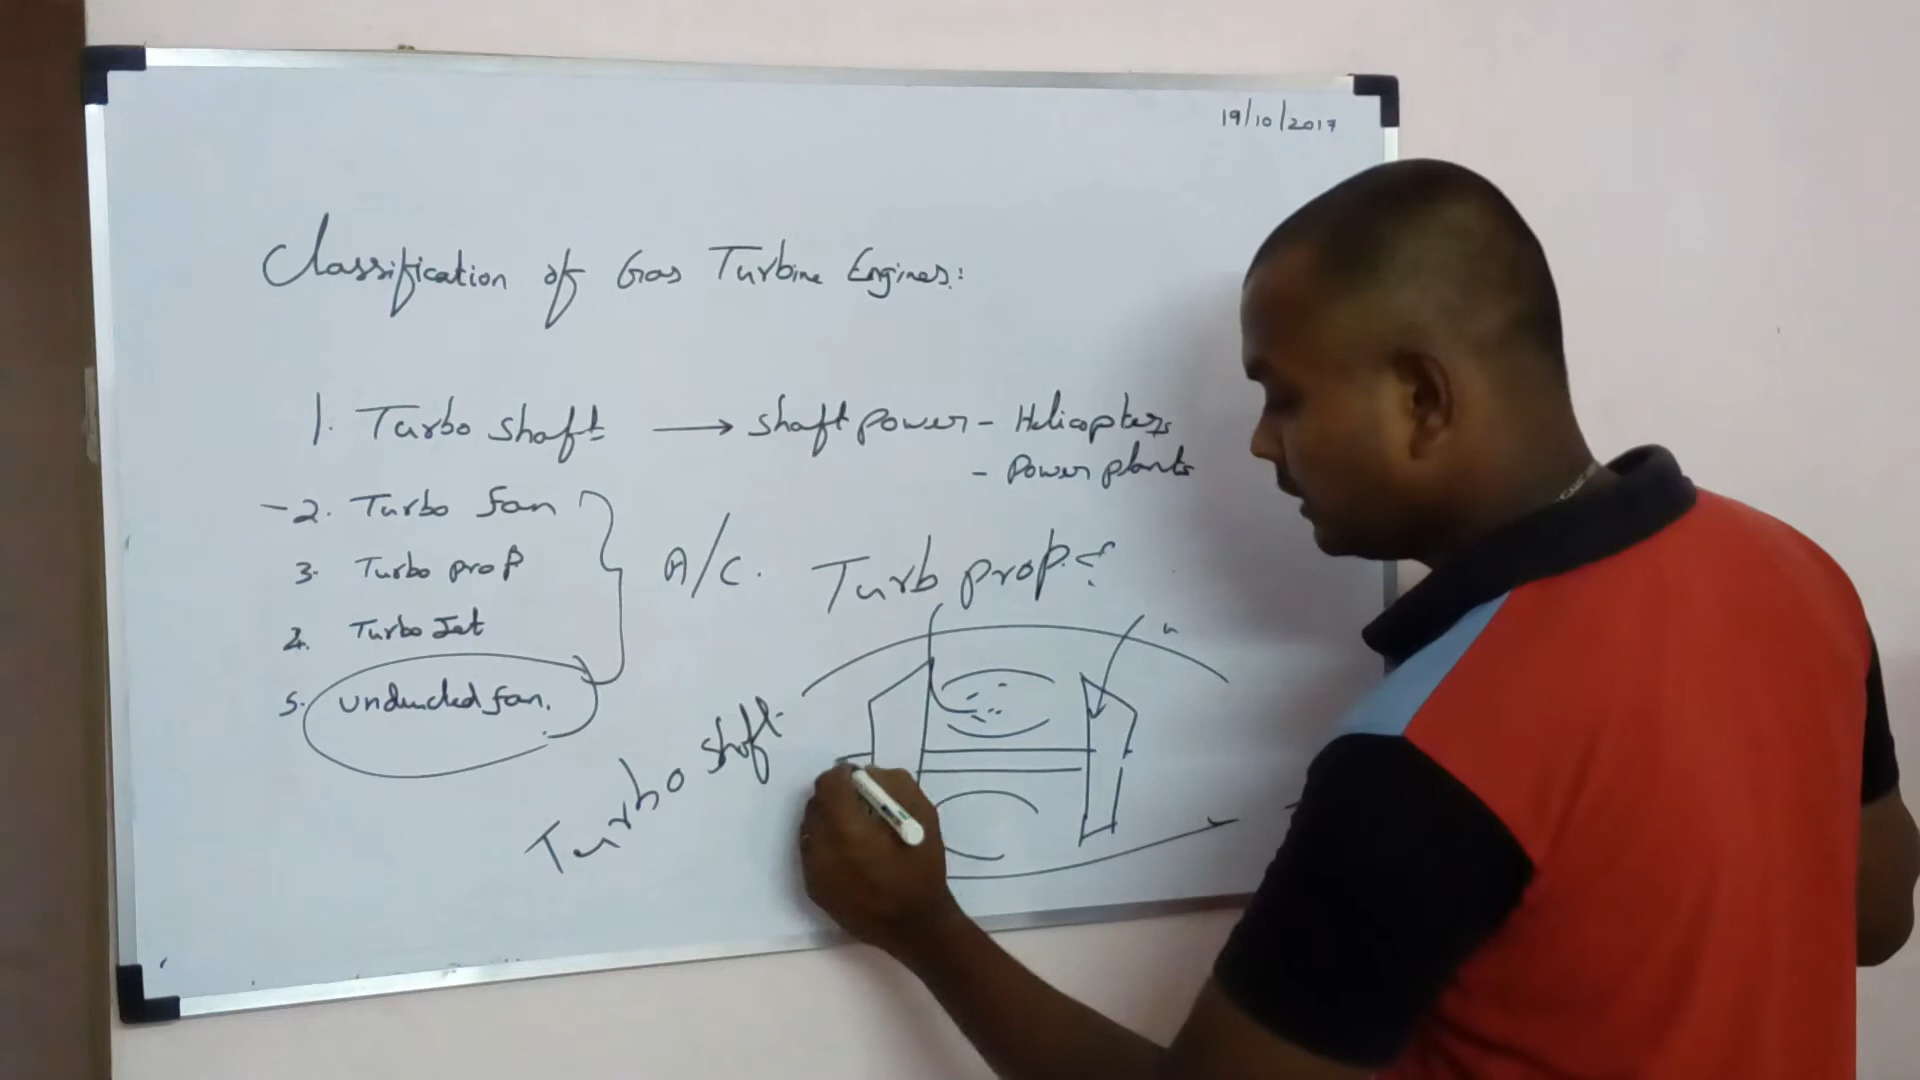 19/10/2017
Classification of Gas Turbine Engines:
1. Turbo shaft → shaft power - Helicopters
- Power plants
-2. Turbo fan
3. Turbo prop
4. Turbo Jet
5. unducted fan.
A/C. Turb prop
Turbo shaft.